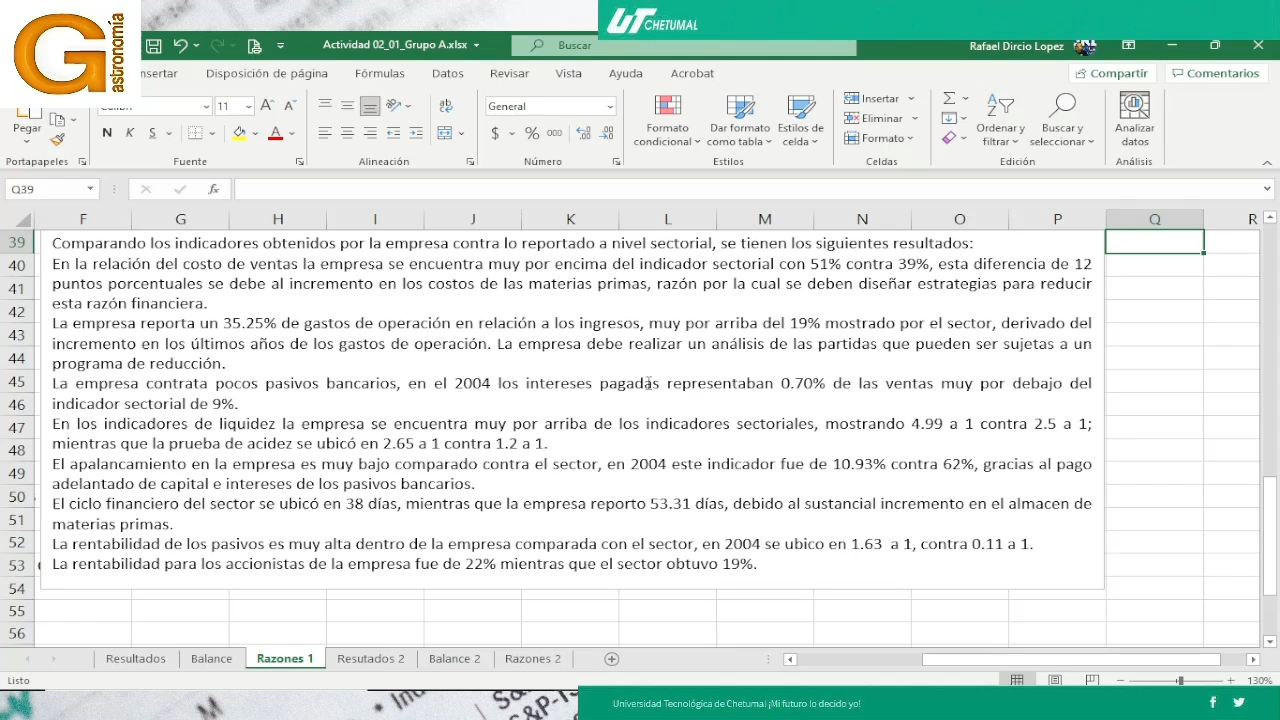 G
astronomía
UT
CHETUMAL
Actividad 02_01_Grupo A.xlsx
Buscar
Rafael Dircio Lopez
nsertar
Disposición de página
Fórmulas
Datos
Revisar
Vista
Ayuda
Acrobat
Compartir
Comentarios
Pegar
Portapapeles
11
N
K
S
Fuente
Alineación
General
$
%
000
Número
Formato
condicional
Dar formato
como tabla
Estilos de
celda
Estilos
Insertar
Eliminar
Formato
Celdas
Ordenar y
filtrar
Buscar y
seleccionar
Edición
Analizar
datos
Análisis
Q39
fx
F G H I J K L M N O P Q R
39 Comparando los indicadores obtenidos por la empresa contra lo reportado a nivel sectorial, se tienen los siguientes resultados:
40 En la relación del costo de ventas la empresa se encuentra muy por encima del indicador sectorial con 51% contra 39%, esta diferencia de 12
41 puntos porcentuales se debe al incremento en los costos de las materias primas, razón por la cual se deben diseñar estrategias para reducir
42 esta razón financiera.
43 La empresa reporta un 35.25% de gastos de operación en relación a los ingresos, muy por arriba del 19% mostrado por el sector, derivado del
44 incremento en los últimos años de los gastos de operación. La empresa debe realizar un análisis de las partidas que pueden ser sujetas a un
programa de reducción.
45 La empresa contrata pocos pasivos bancarios, en el 2004 los intereses pagadas representaban 0.70% de las ventas muy por debajo del
46 indicador sectorial de 9%.
47 En los indicadores de liquidez la empresa se encuentra muy por arriba de los indicadores sectoriales, mostrando 4.99 a 1 contra 2.5 a 1;
48 mientras que la prueba de acidez se ubicó en 2.65 a 1 contra 1.2 a 1.
49 El apalancamiento en la empresa es muy bajo comparado contra el sector, en 2004 este indicador fue de 10.93% contra 62%, gracias al pago
adelantado de capital e intereses de los pasivos bancarios.
50 El ciclo financiero del sector se ubicó en 38 días, mientras que la empresa reporto 53.31 días, debido al sustancial incremento en el almacen de
51 materias primas.
52 La rentabilidad de los pasivos es muy alta dentro de la empresa comparada con el sector, en 2004 se ubico en 1.63 a 1, contra 0.11 a 1.
53 La rentabilidad para los accionistas de la empresa fue de 22% mientras que el sector obtuvo 19%.
54
55
56
Resultados
Balance
Razones 1
Resutados 2
Balance 2
Razones 2
Listo
130%
Universidad Tecnológica de Chetumal ¡Mi futuro lo decido yo!